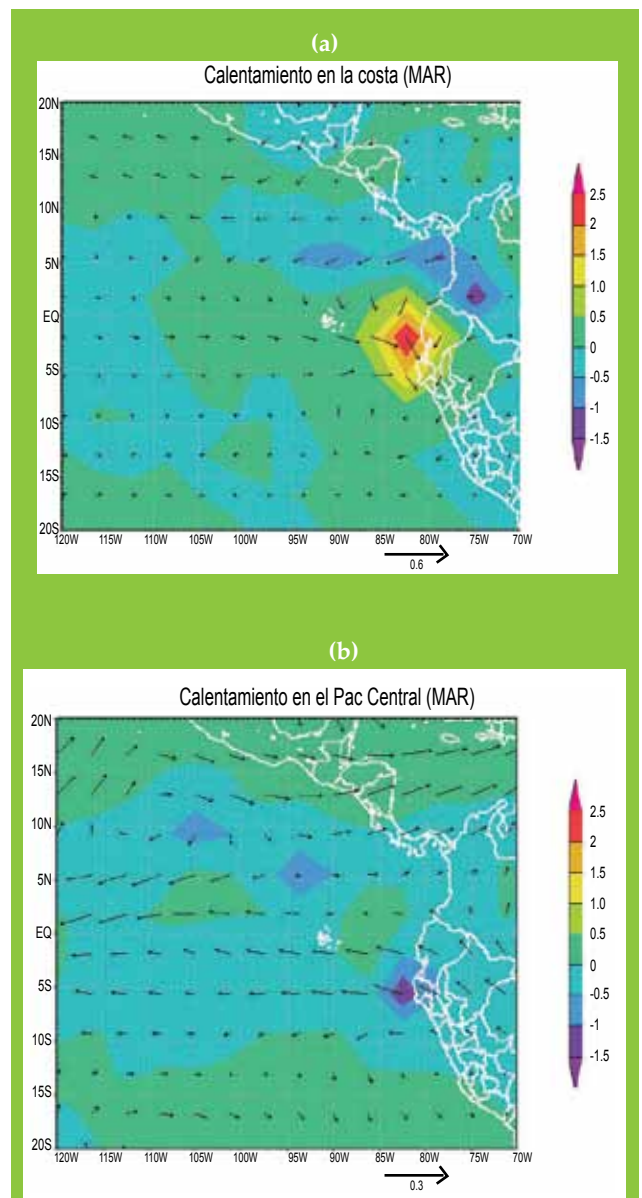 (a)
Calentamiento en la costa (MAR)
20N
15N
10N
5N
EQ
5S
10S
15S
20S
120W 115W 110W 105W 100W 95W 90W 85W 80W 75W 70W
0.6
2.5
2
1.5
1.0
0.5
0
-0.5
-1
-1.5
(b)
Calentamiento en el Pac Central (MAR)
20N
15N
10N
5N
EQ
5S
10S
15S
20S
120W 115W 110W 105W 100W 95W 90W 85W 80W 75W 70W
0.3
2.5
2
1.5
1.0
0.5
0
-0.5
-1
-1.5